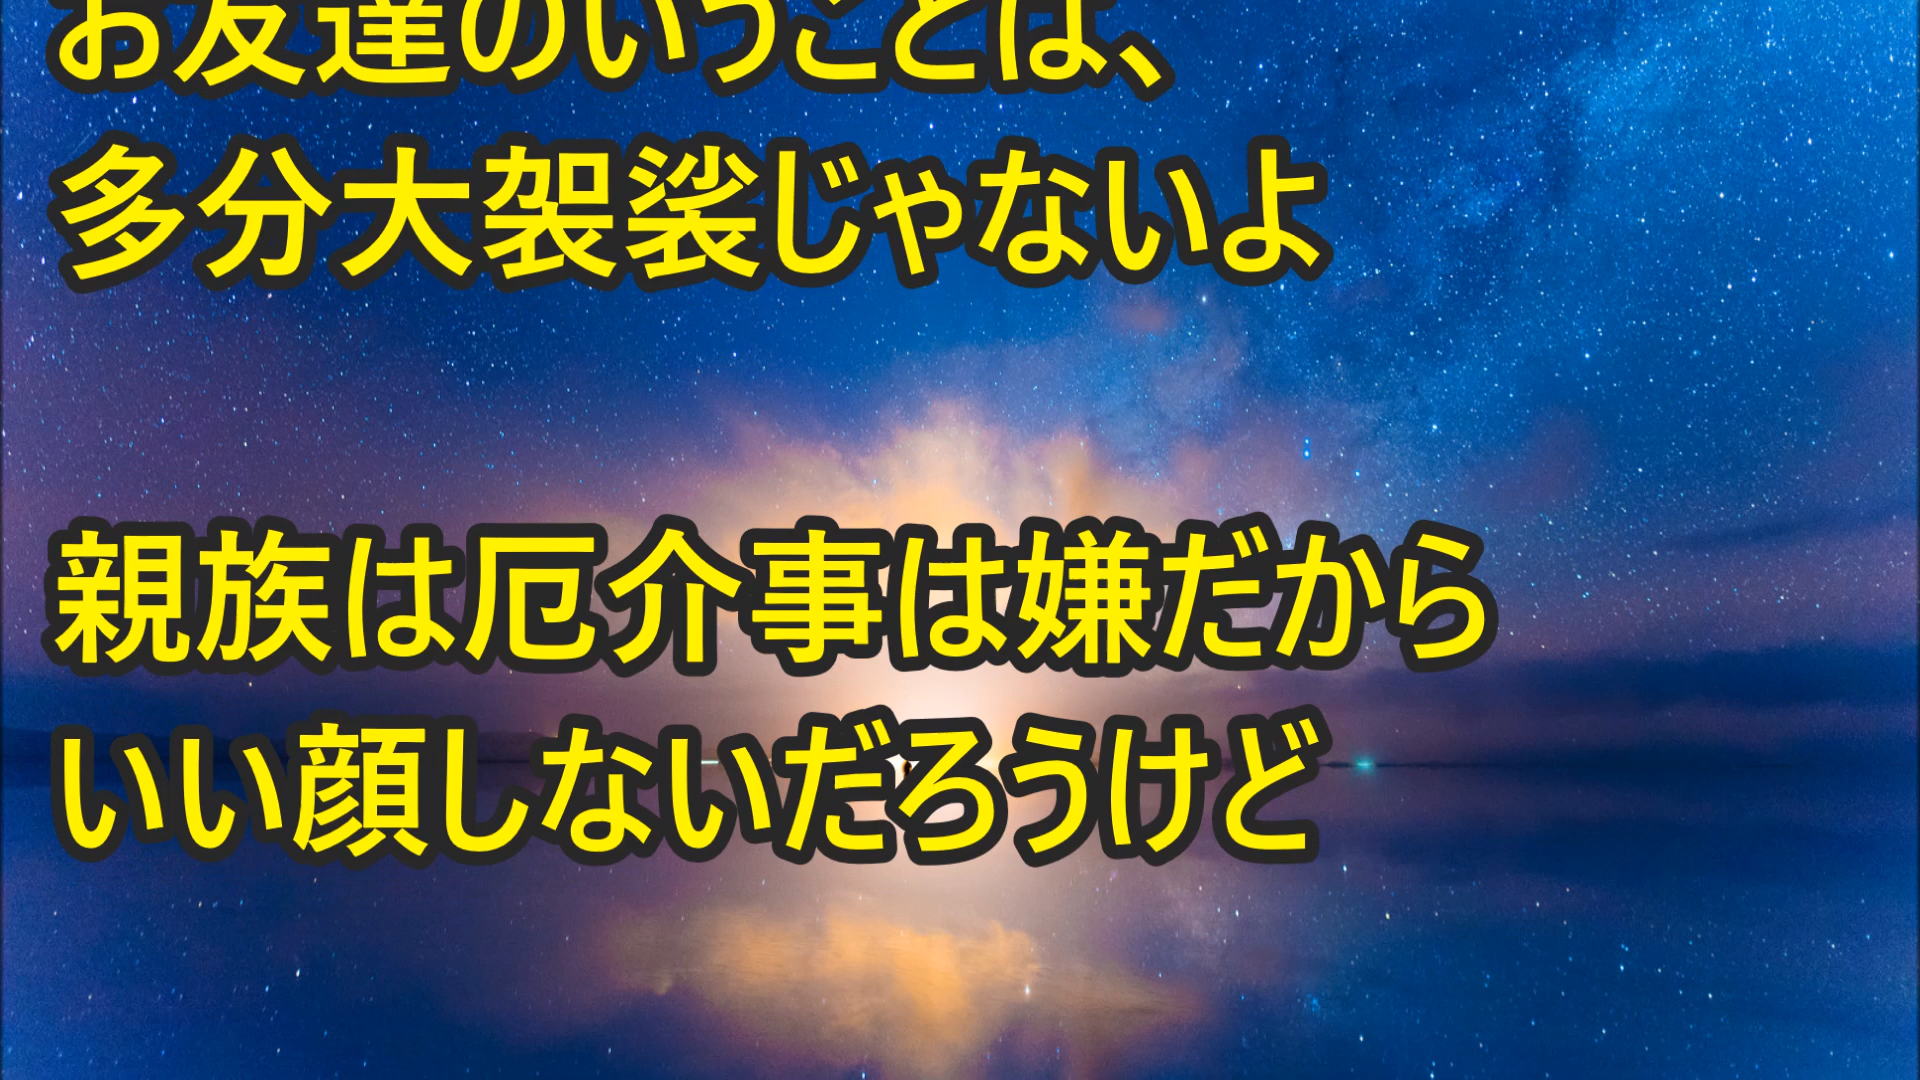 お友達のいうことは、
多分大袈裟じゃないよ
親族は厄介事は嫌だから
いい顔しないだろうけど